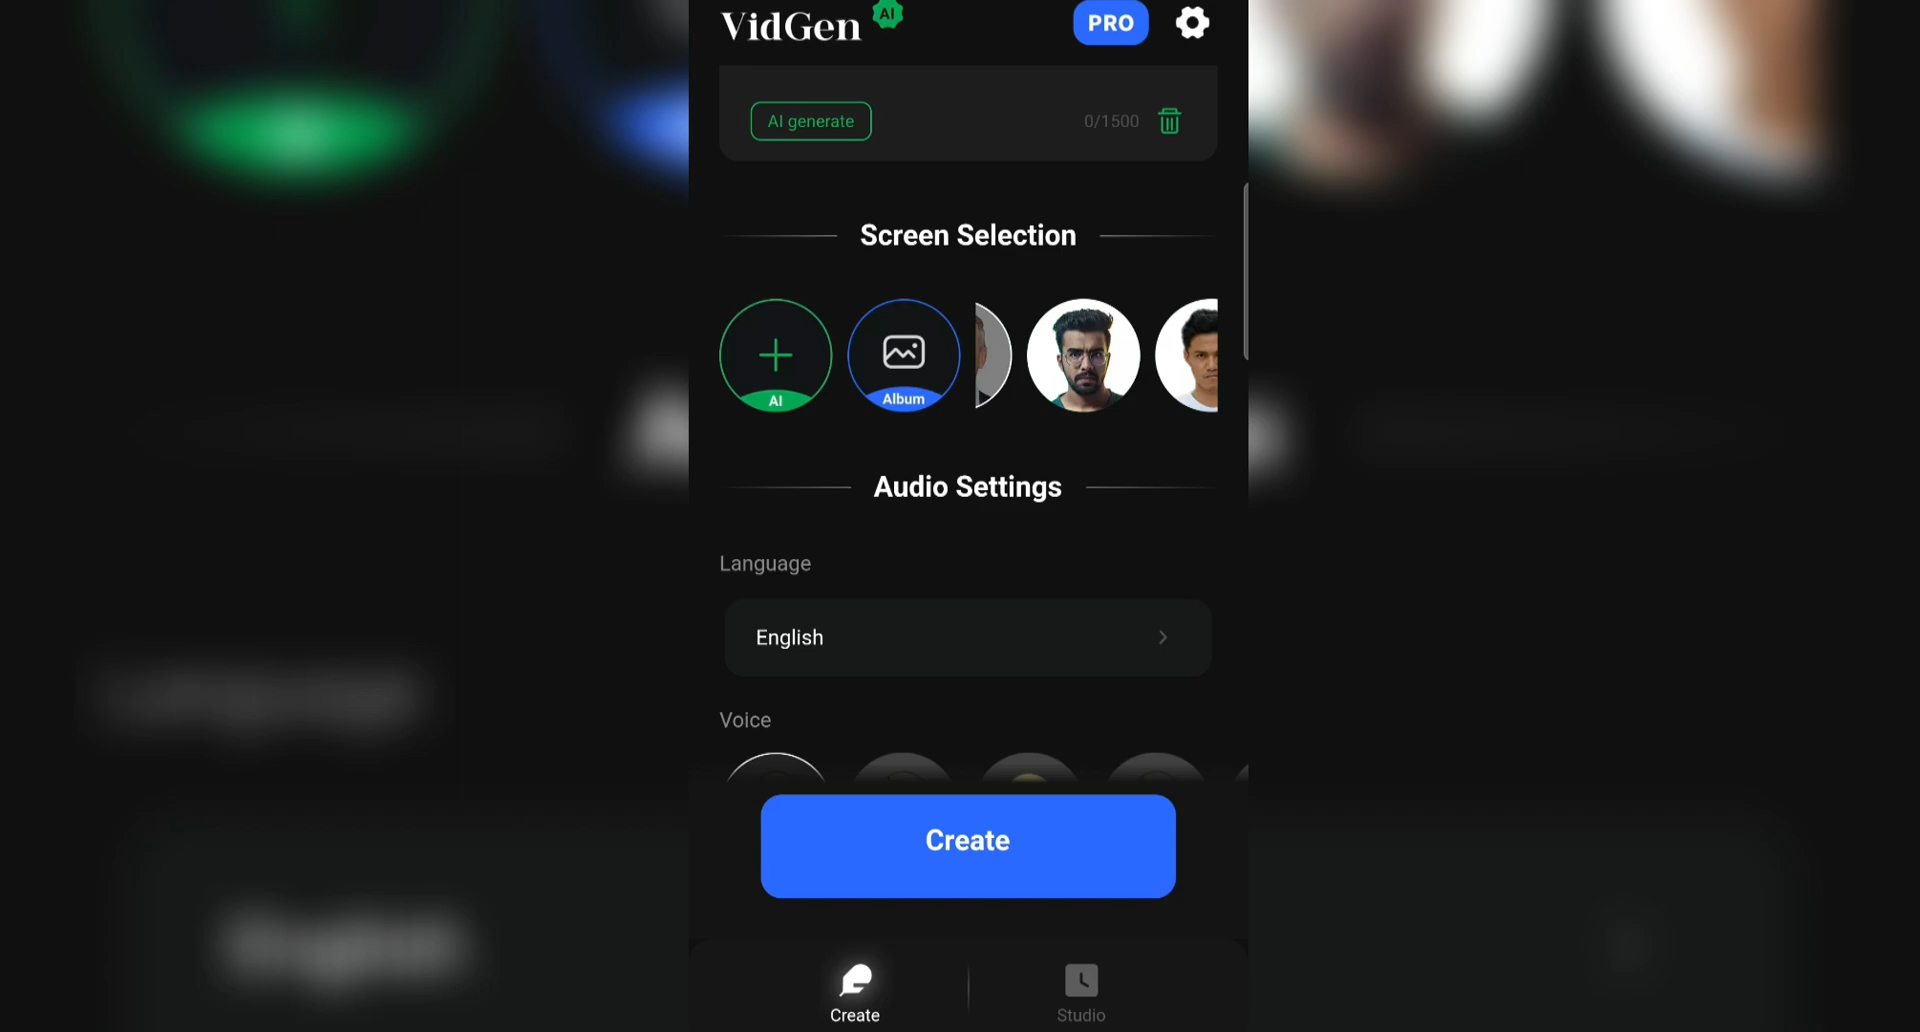 VidGen AI
PRO
AI generate
0/1500
Screen Selection
AI
Album
Audio Settings
Language
English
Voice
Create
Create
Studio